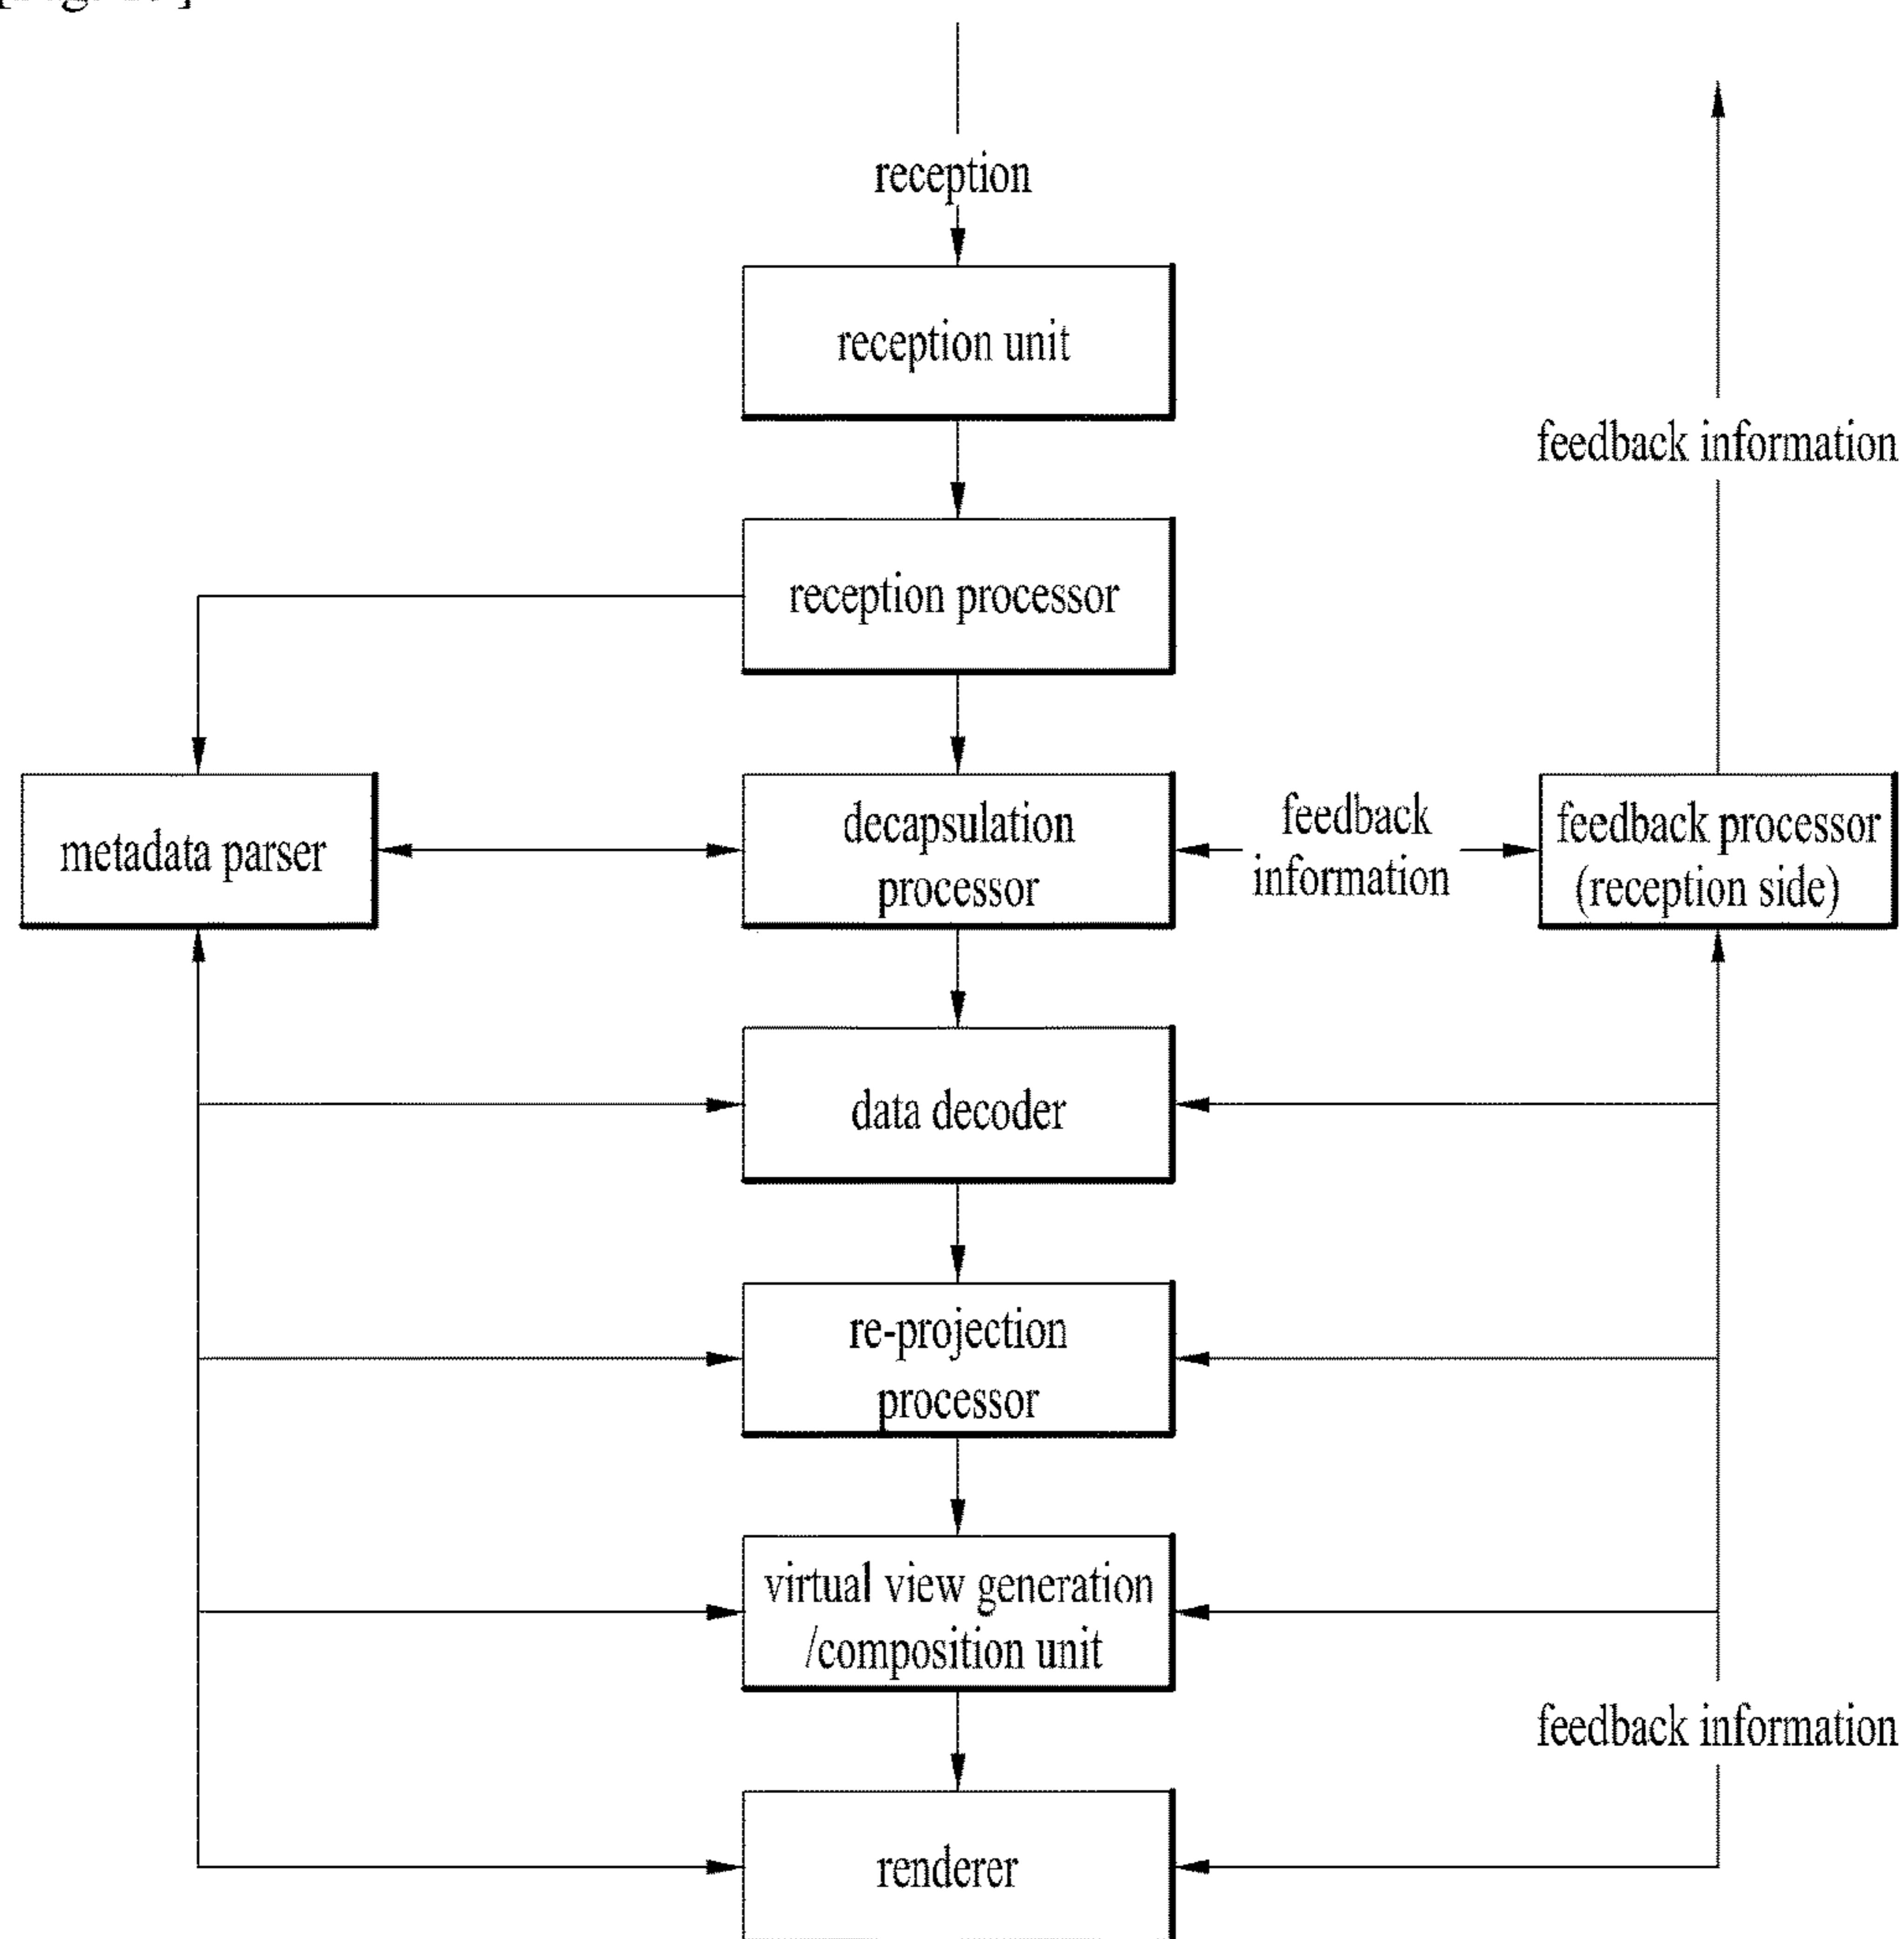 reception
reception unit
feedback information
reception processor
metadata parser
decapsulation
processor
feedback
information
feedback processor
(reception side)
data decoder
re-projection
processor
virtual view generation
/composition unit
feedback information
renderer